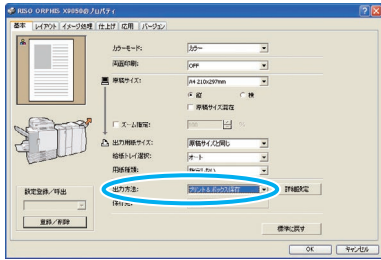 RISO ORPHIS X9050のプロパティ
基本 レイアウト イメージ処理 仕上げ 応用 バージョン
カラーモード: カラー
両面印刷: OFF
原稿サイズ: A4 210x297mm
縦 横
原稿サイズ混在
ズーム指定: %
出力用紙サイズ: 原稿サイズと同じ
給紙トレイ選択: オート
用紙種類: 指定しない
設定登録/呼出
出力方法: プリント&ボックス保存 詳細設定
保存先:
登録/削除
標準に戻す
OK キャンセル